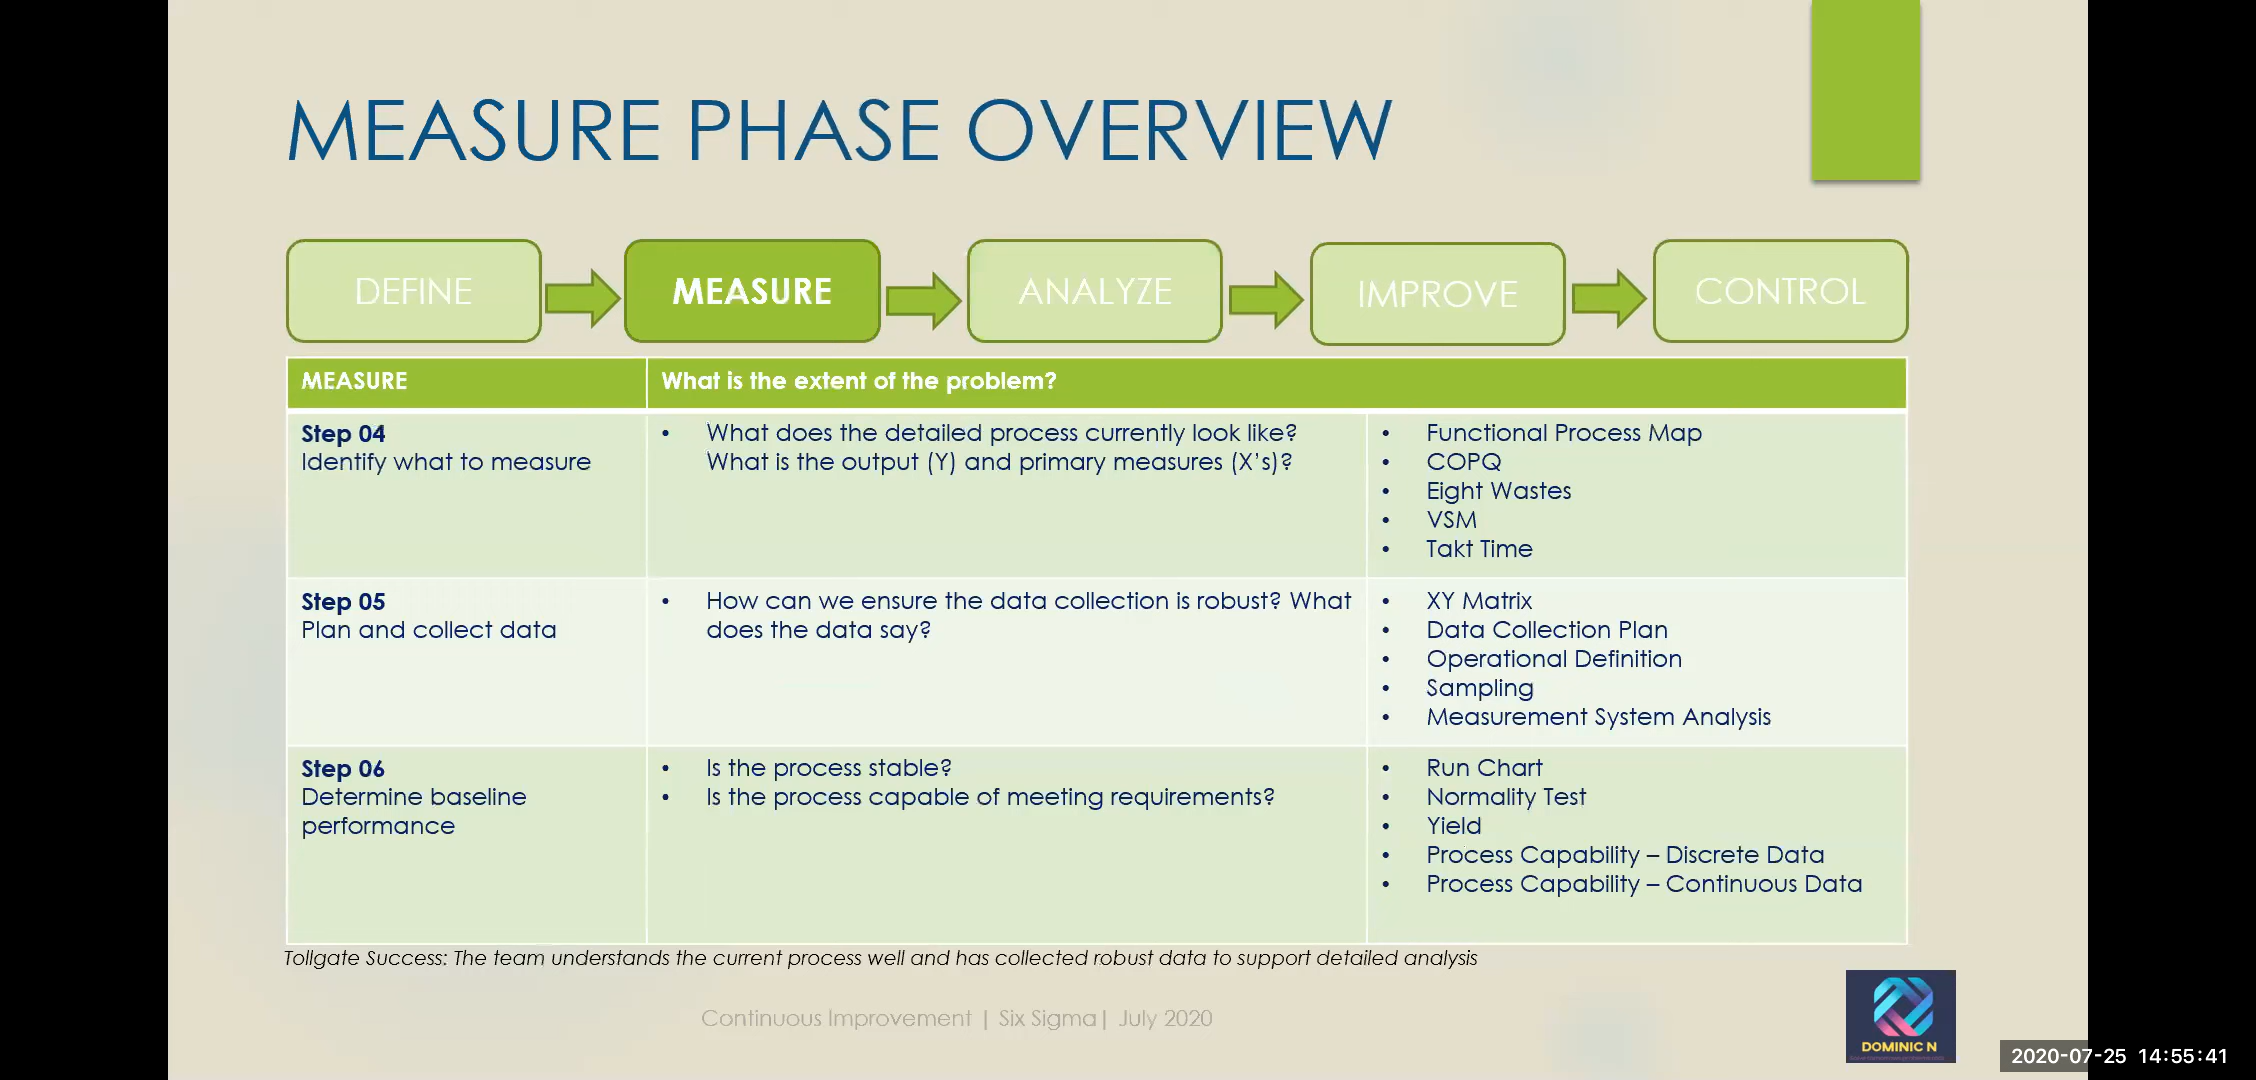 MEASURE PHASE OVERVIEW
DEFINE
MEASURE
ANALYZE
IMPROVE
CONTROL
MEASURE
What is the extent of the problem?
Step 04
Identify what to measure
• What does the detailed process currently look like?
What is the output (Y) and primary measures (X's)?
• Functional Process Map
• COPQ
• Eight Wastes
• VSM
• Takt Time
Step 05
Plan and collect data
• How can we ensure the data collection is robust? What
does the data say?
• XY Matrix
• Data Collection Plan
• Operational Definition
• Sampling
• Measurement System Analysis
Step 06
Determine baseline
performance
• Is the process stable?
• Is the process capable of meeting requirements?
• Run Chart
• Normality Test
• Yield
• Process Capability – Discrete Data
• Process Capability – Continuous Data
Tollgate Success: The team understands the current process well and has collected robust data to support detailed analysis
Continuous Improvement | Six Sigma| July 2020
DOMINIC N
2020-07-25 14:55:41